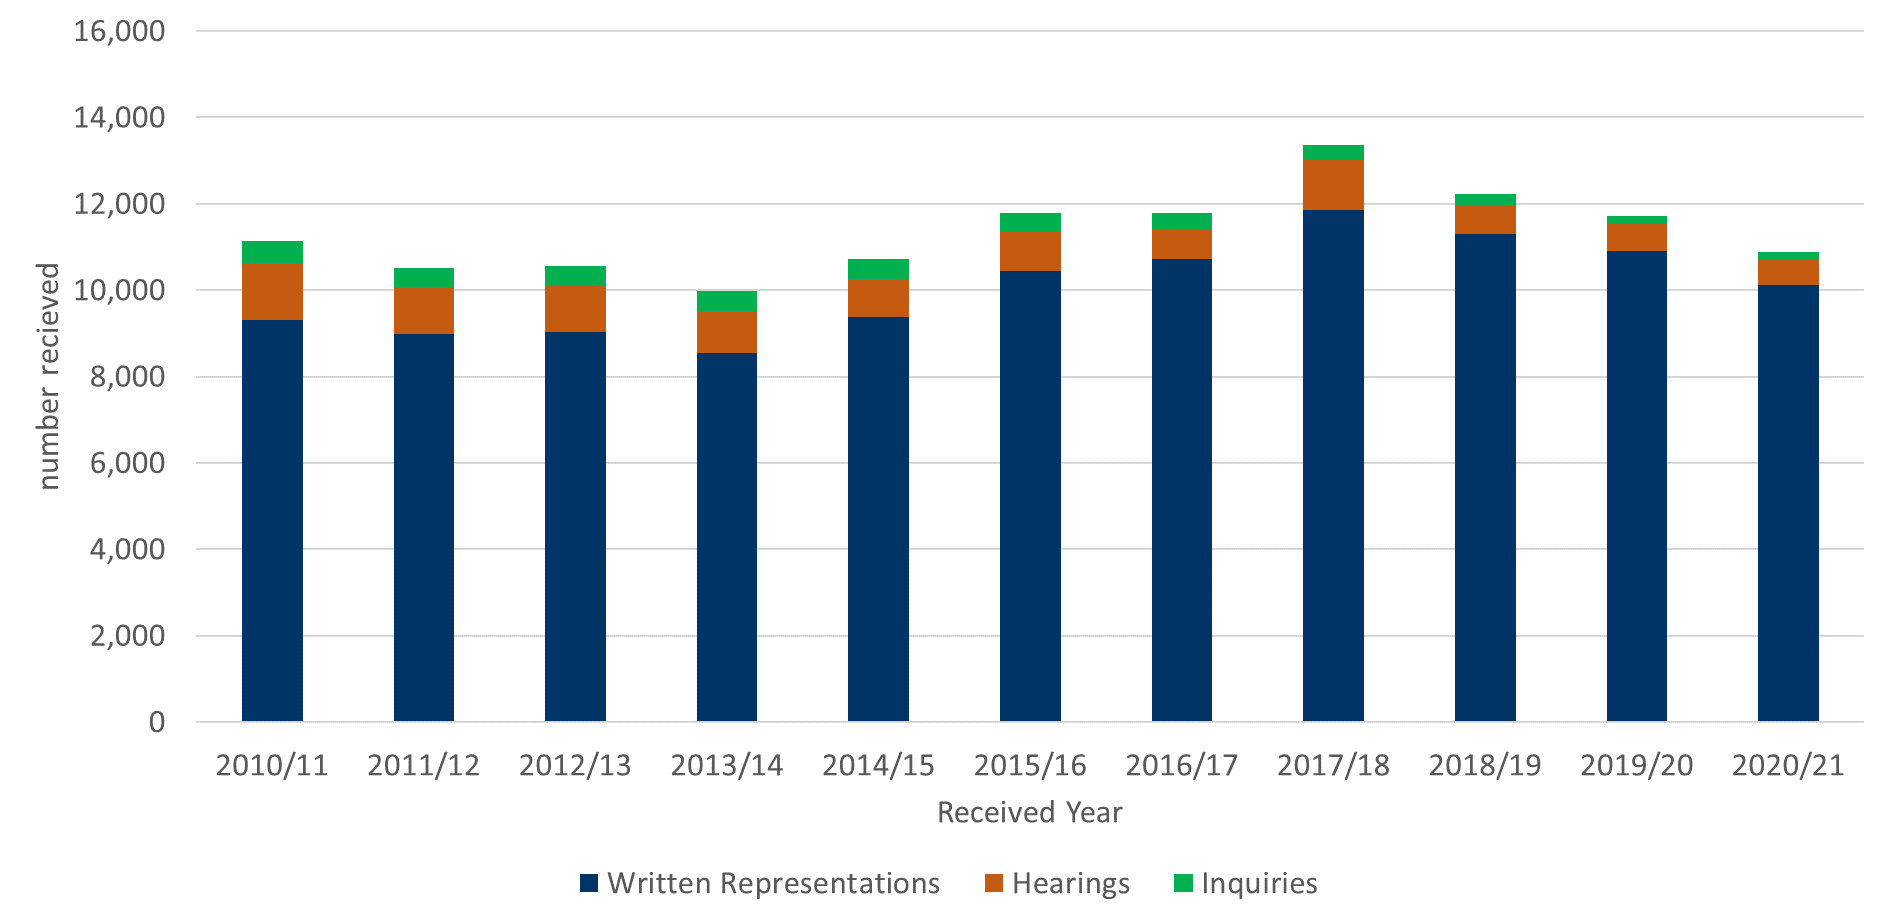 16,000
14,000
12,000
10,000
8,000
6,000
4,000
2,000
0
number recieved
2010/11 2011/12 2012/13 2013/14 2014/15 2015/16 2016/17 2017/18 2018/19 2019/20 2020/21
Received Year
Written Representations Hearings Inquiries